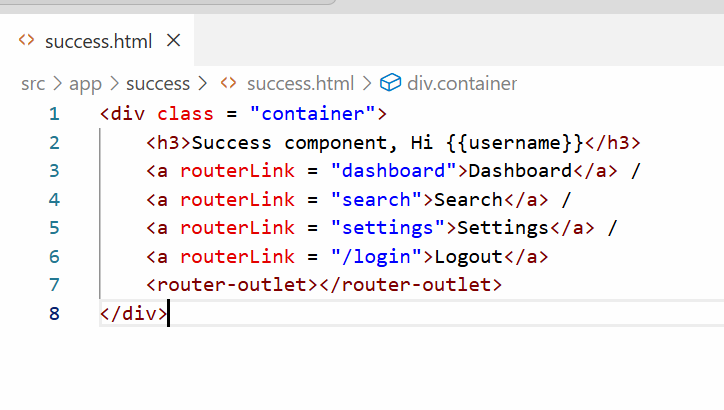 success.html
src > app > success > success.html > div.container
1 <div class = "container">
2     <h3>Success component, Hi {{username}}</h3>
3     <a routerLink = "dashboard">Dashboard</a> /
4     <a routerLink = "search">Search</a> /
5     <a routerLink = "settings">Settings</a> /
6     <a routerLink = "/login">Logout</a>
7     <router-outlet></router-outlet>
8 </div>